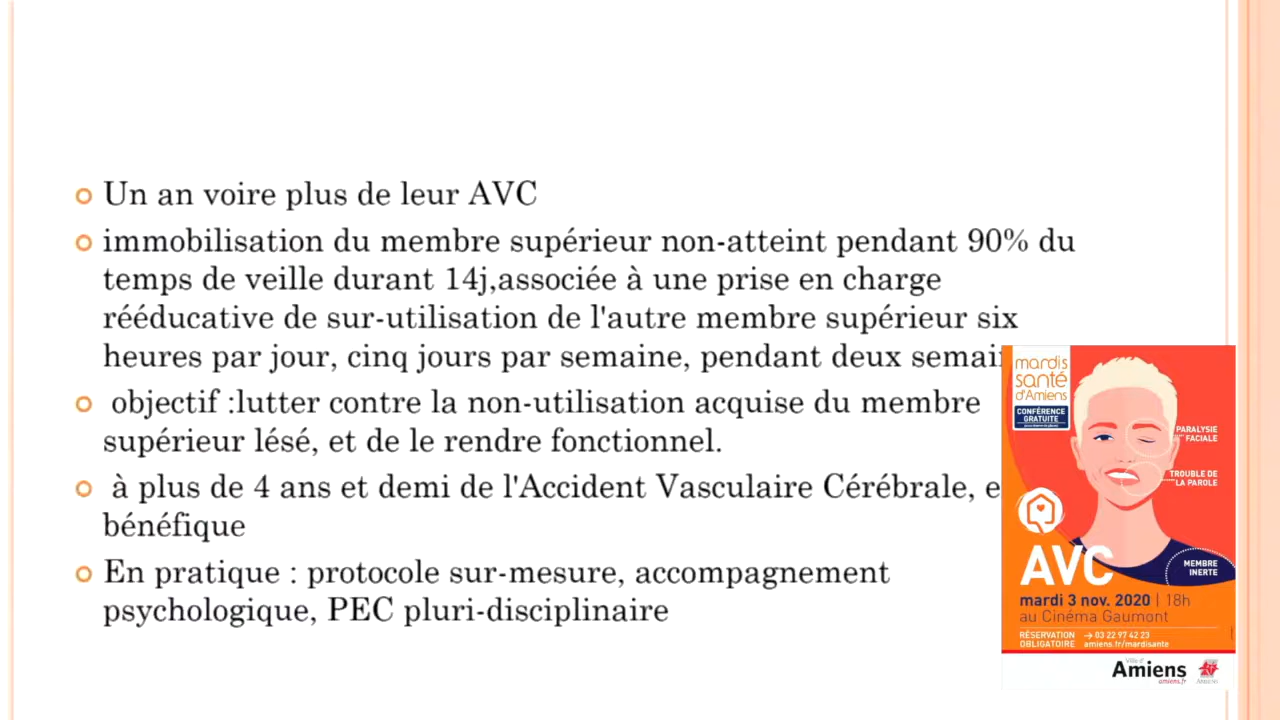 Un an voire plus de leur AVC
immobilisation du membre supérieur non-atteint pendant 90% du
temps de veille durant 14j,associée à une prise en charge
rééducative de sur-utilisation de l'autre membre supérieur six
heures par jour, cinq jours par semaine, pendant deux
objectif :lutter contre la non-utilisation acquise du membre
supérieur lésé, et de le rendre fonctionnel.
à plus de 4 ans et demi de l'Accident Vasculaire Cérébrale,
bénéfique
En pratique : protocole sur-mesure, accompagnement
psychologique, PEC pluri-disciplinaire
mardis
santé
d'Amiens
CONFÉRENCE
GRATUITE
PARALYSIE
FACIALE
TROUBLE DE
LA PAROLE
AVC
MEMBRE
INERTE
mardi 3 nov. 2020 | 18h
au Cinéma Gaumont
RÉSERVATION → 03 22 97 42 23
OBLIGATOIRE amiens.fr/mardisante
Ville d'
Amiens
amiens.fr